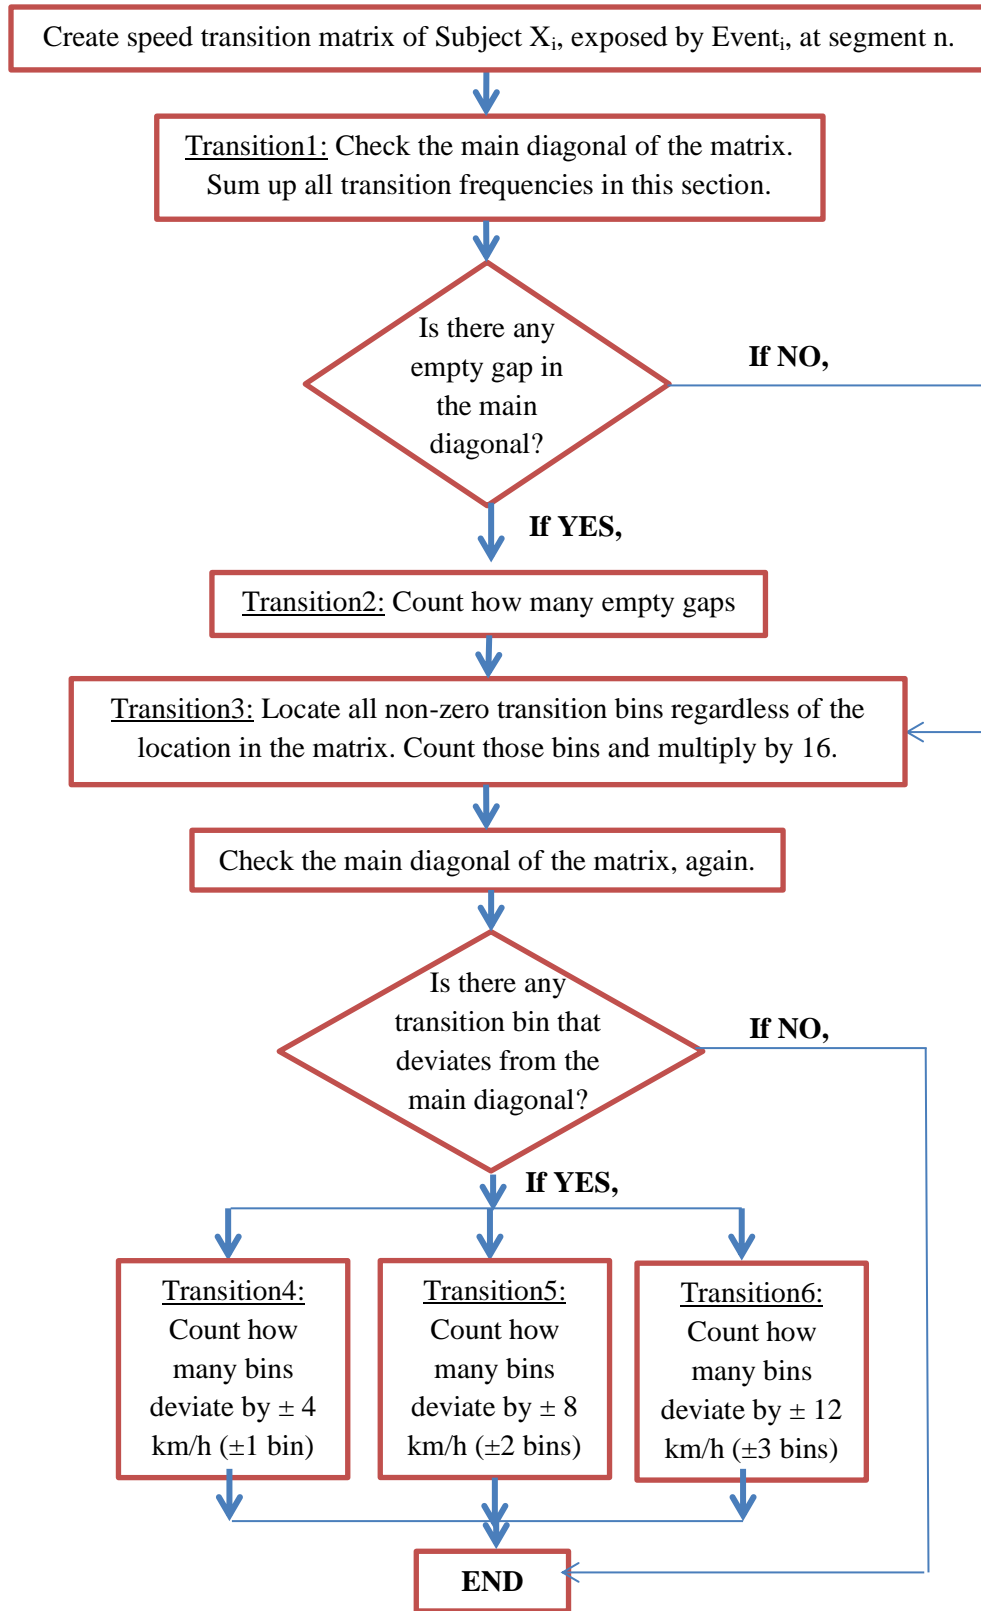 Create speed transition matrix of Subject Xᵢ, exposed by Eventᵢ, at segment n.
Transition1: Check the main diagonal of the matrix.
Sum up all transition frequencies in this section.
Is there any
empty gap in
the main
diagonal?
If NO,
If YES,
Transition2: Count how many empty gaps
Transition3: Locate all non-zero transition bins regardless of the
location in the matrix. Count those bins and multiply by 16.
Check the main diagonal of the matrix, again.
Is there any
transition bin that
deviates from the
main diagonal?
If NO,
If YES,
Transition4:
Count how
many bins
deviate by ± 4
km/h (±1 bin)
Transition5:
Count how
many bins
deviate by ± 8
km/h (±2 bins)
Transition6:
Count how
many bins
deviate by ± 12
km/h (±3 bins)
END